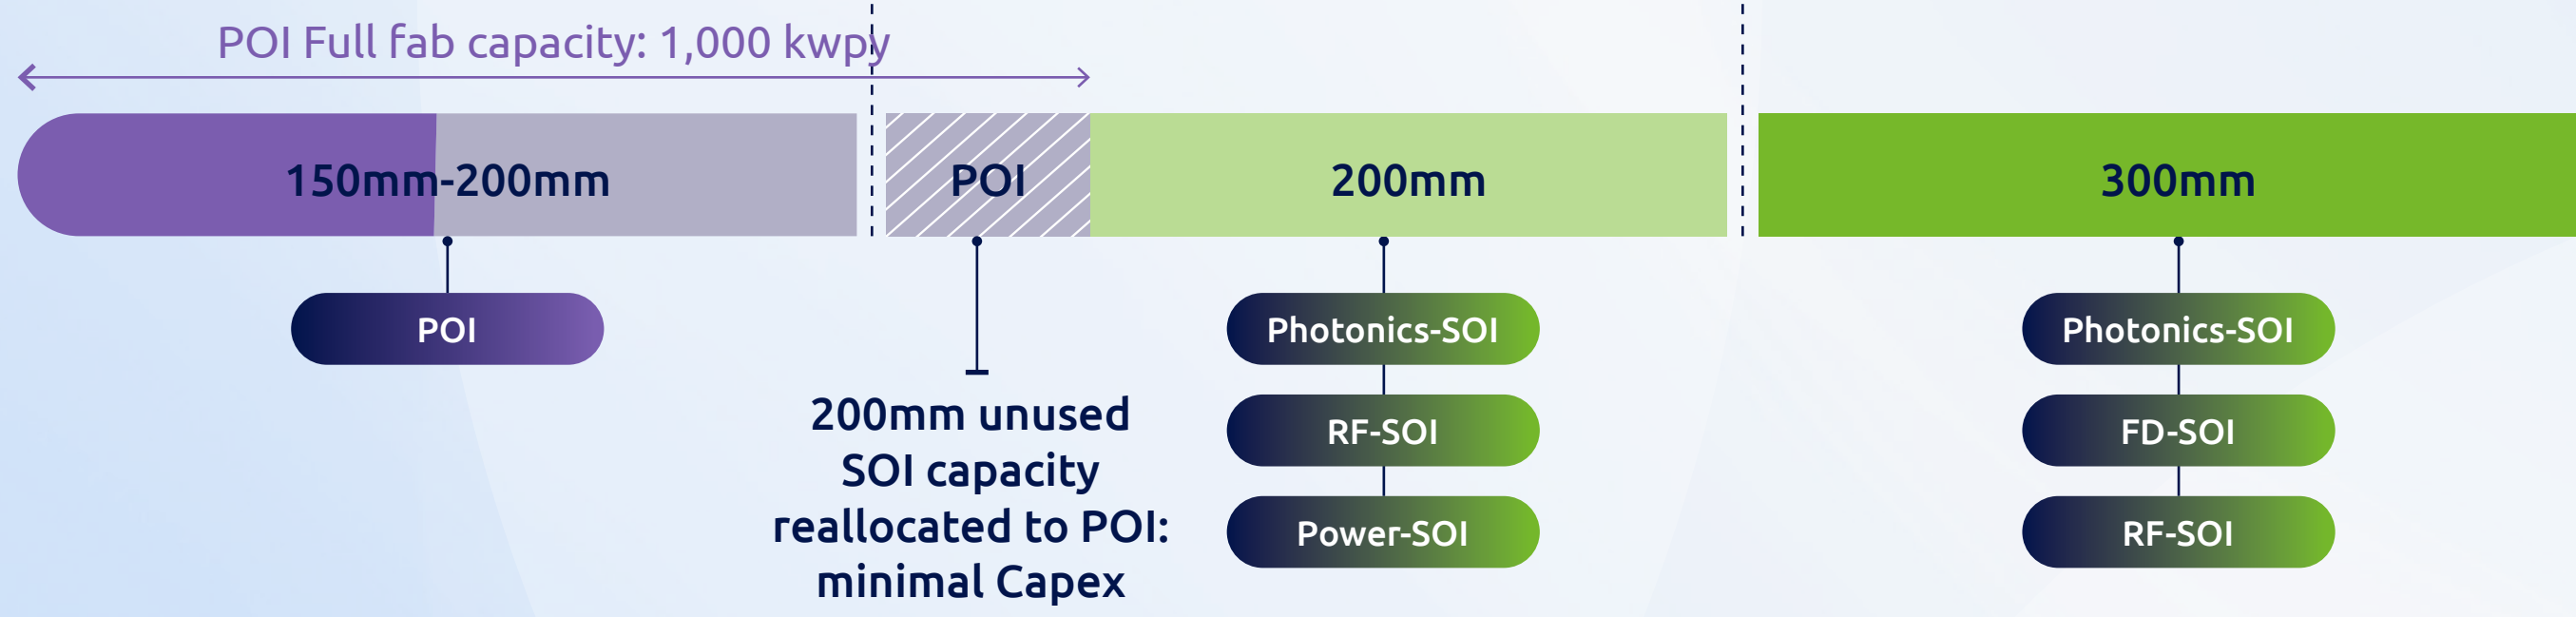 POI Full fab capacity: 1,000 kwpy
150mm-200mm
POI
200mm
300mm
POI
200mm unused
SOI capacity
reallocated to POI:
minimal Capex
Photonics-SOI
RF-SOI
Power-SOI
Photonics-SOI
FD-SOI
RF-SOI